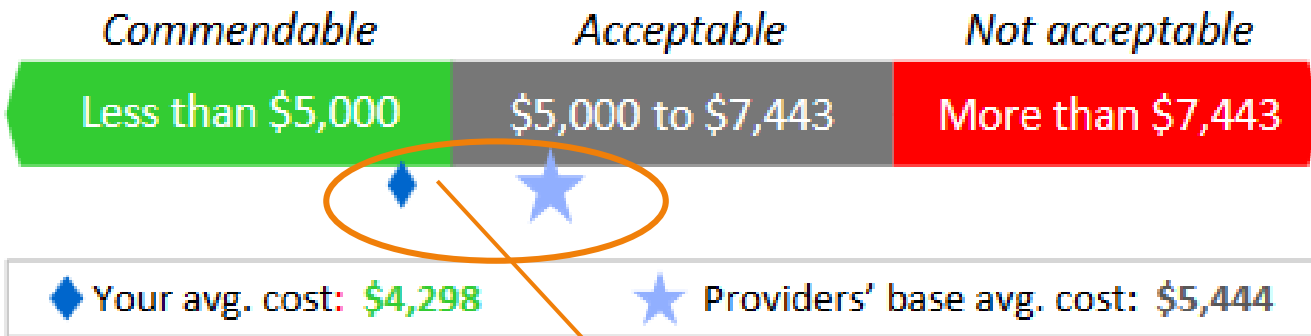 Commendable Acceptable Not acceptable
Less than $5,000 $5,000 to $7,443 More than $7,443
Your avg. cost: $4,298 Providers' base avg. cost: $5,444